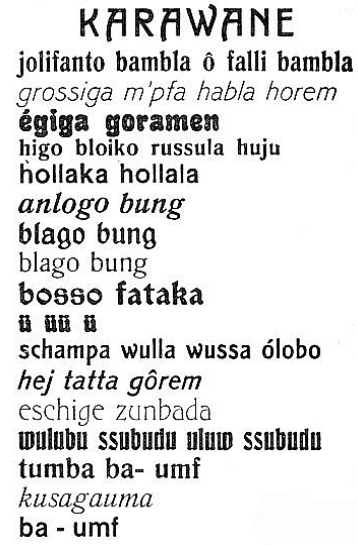 KARAWANE
jolifanto bambla ô falli bambla
grossiga m'pfa habla horem
égiga goramen
higo bloiko russula huju
hollaka hollala
anlogo bung
blago bung
blago bung
bosso fataka
ü üü ü
schampa wulla wussa ólobo
hej tatta gôrem
eschige zunbada
wulubu ssubudu uluw ssubudu
tumba ba- umf
kusagauma
ba - umf